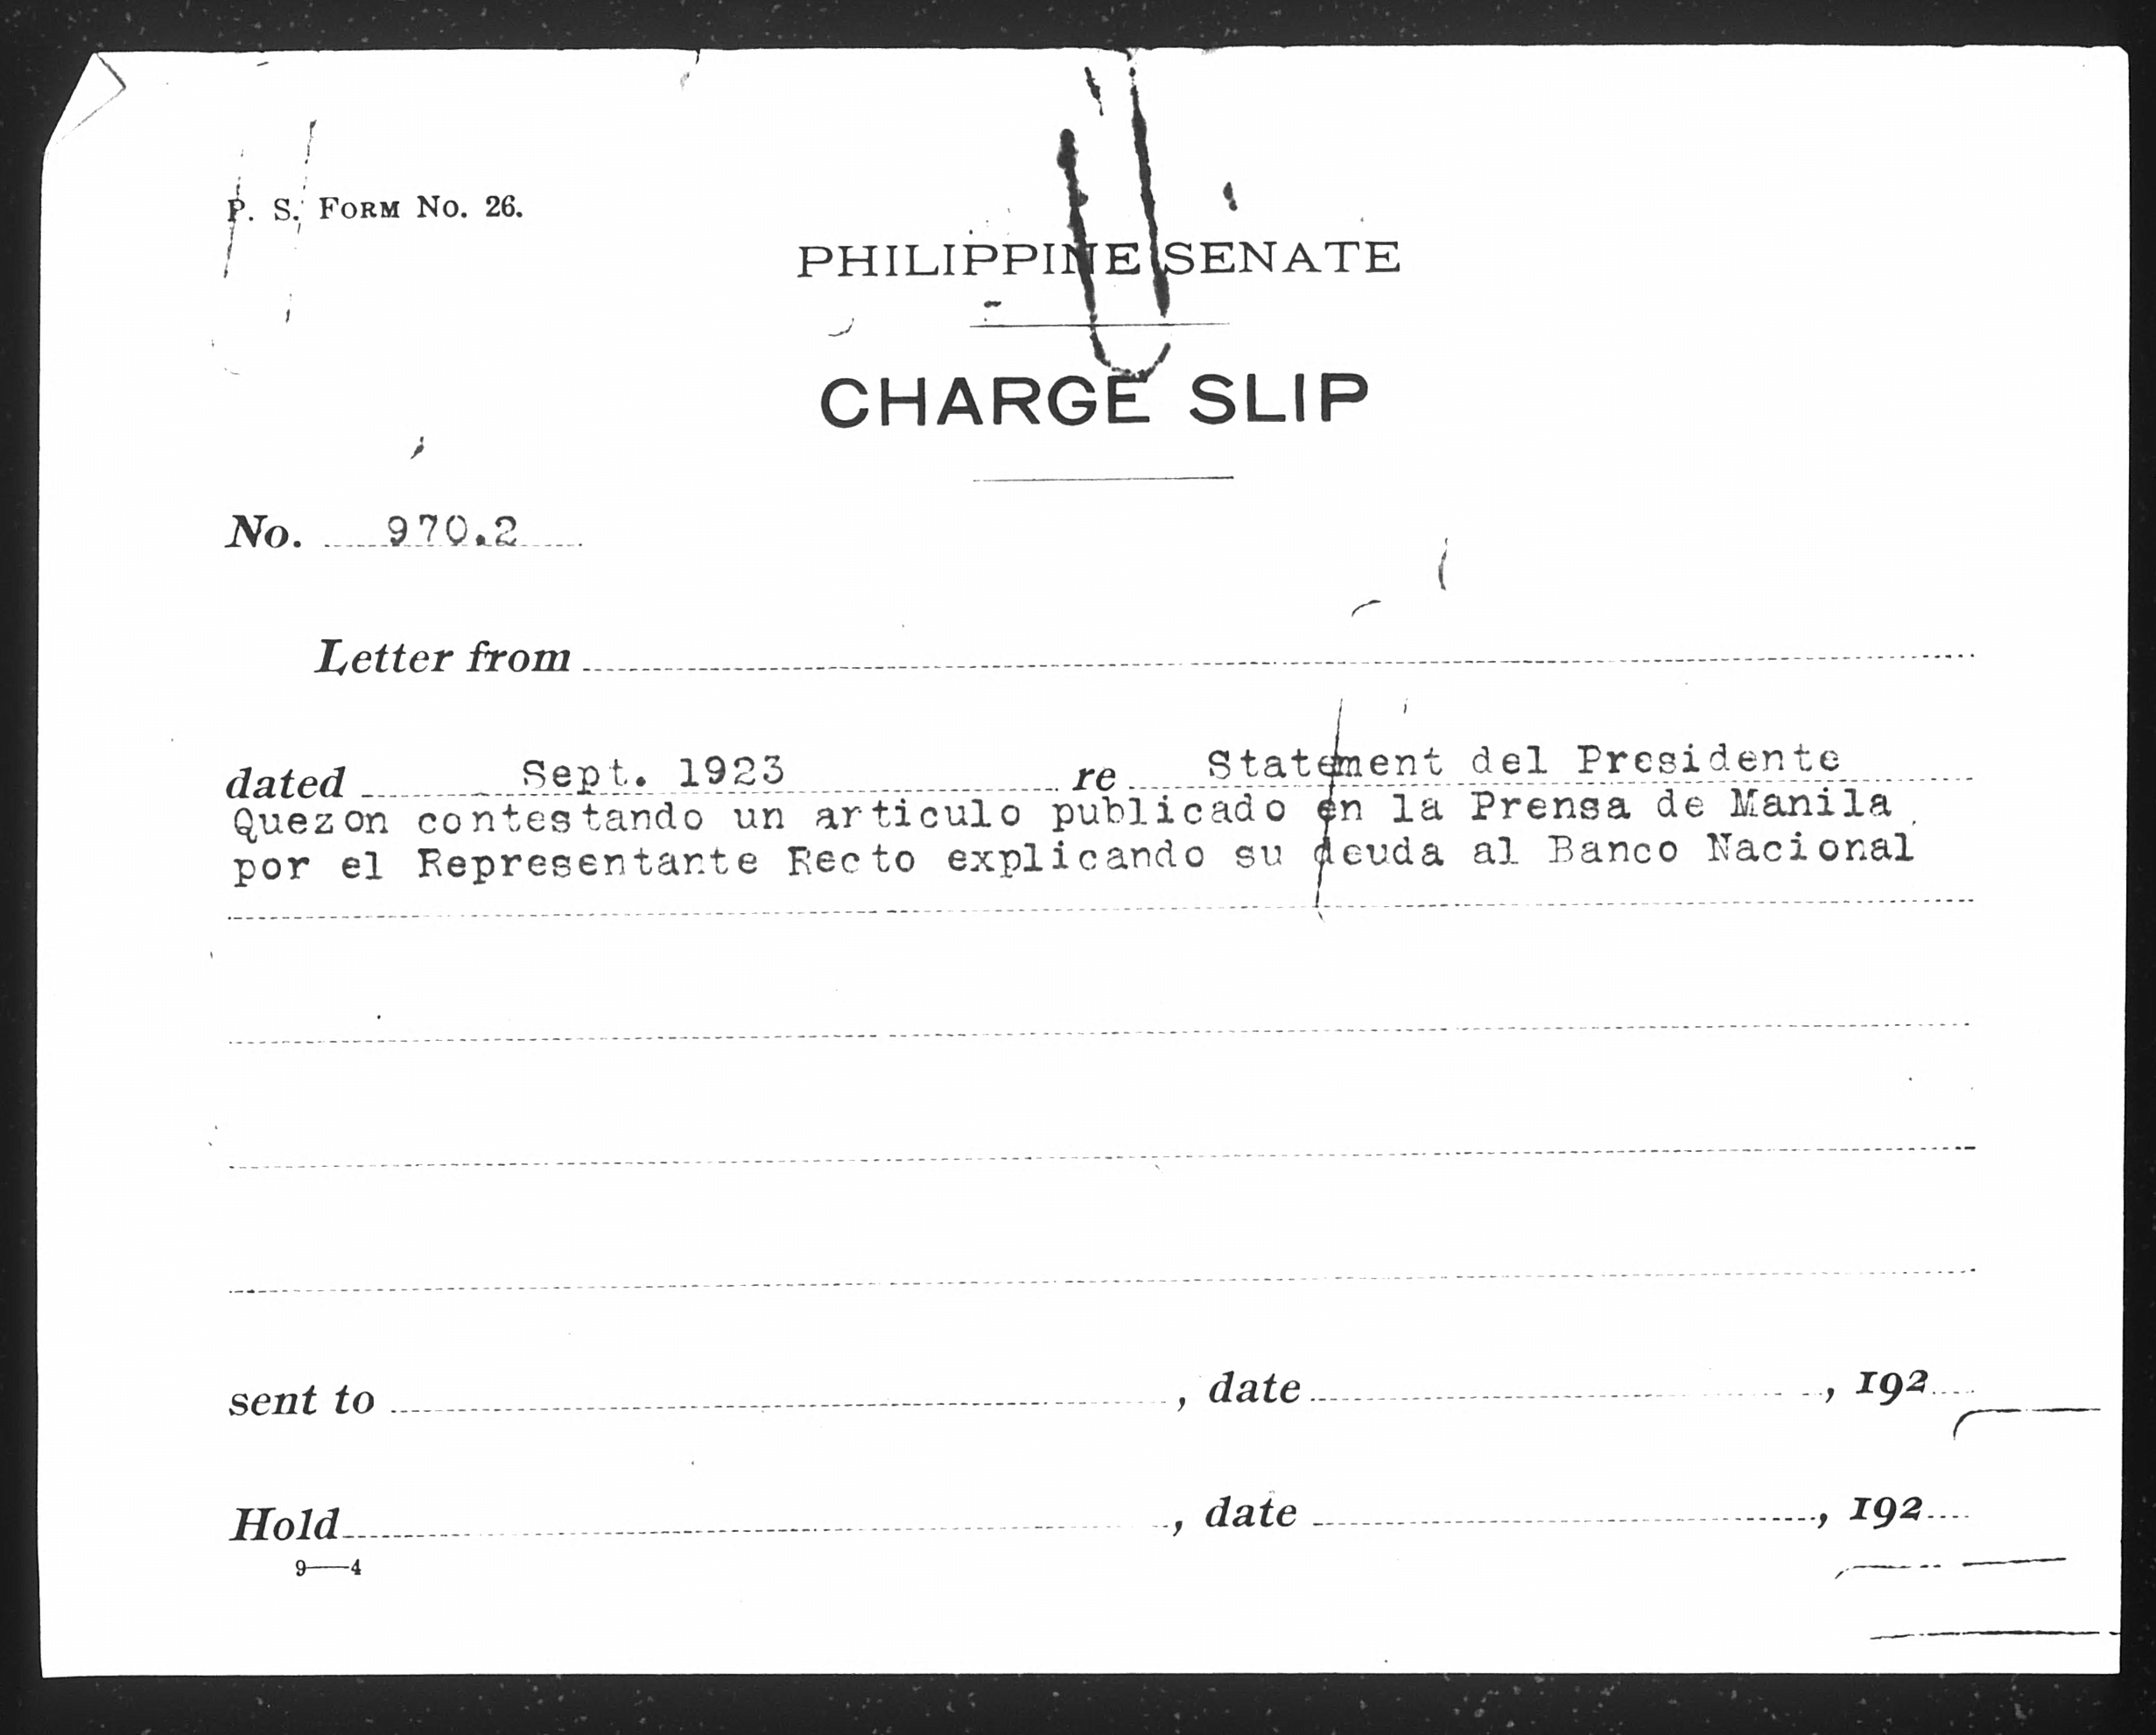 P. S. FORM No. 26.
PHILIPPINE SENATE
CHARGE SLIP
No. 970.2
Letter from
dated Sept. 1923 re Statement del Presidente
Quezon contestando un articulo publicado en la Prensa de Manila
por el Representante Recto explicando su deuda al Banco Nacional
sent to , date , 192
Hold , date , 192
9—4